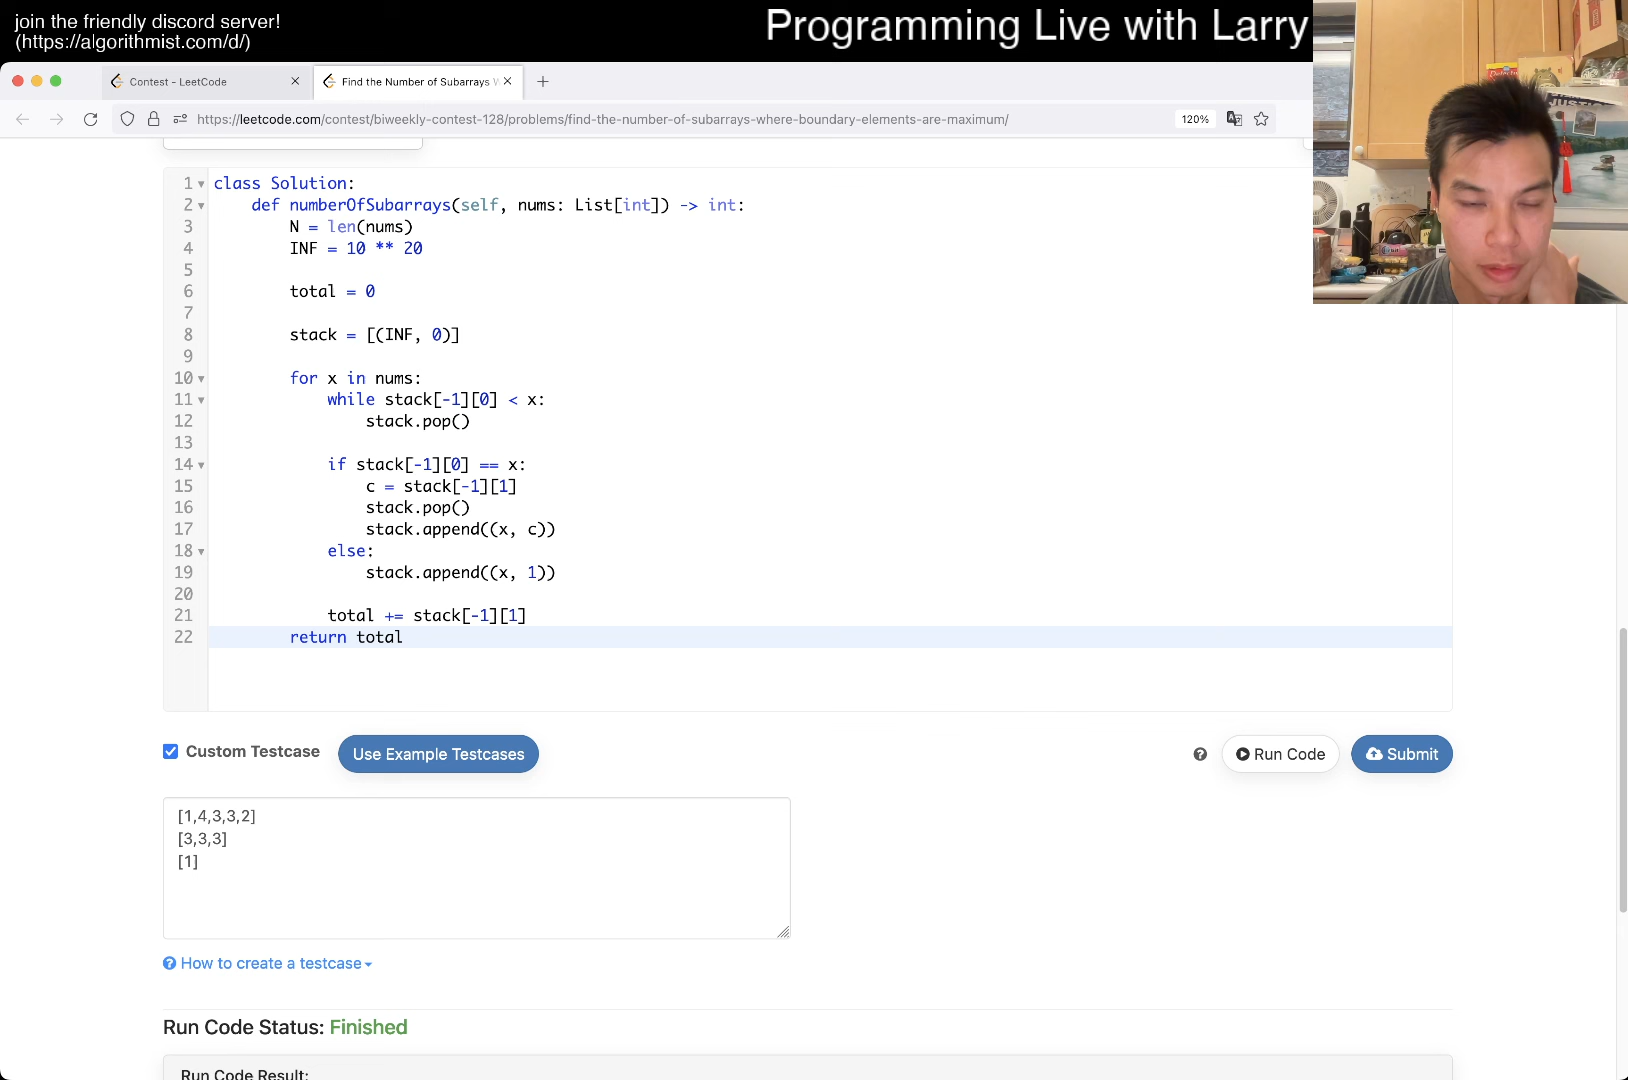 join the friendly discord server!
(https://algorithmist.com/d/)
Programming Live with Larry
Contest - LeetCode
Find the Number of Subarrays W
https://leetcode.com/contest/biweekly-contest-128/problems/find-the-number-of-subarrays-where-boundary-elements-are-maximum/
120%
1 class Solution:
2 def numberOfSubarrays(self, nums: List[int]) -> int:
3 N = len(nums)
4 INF = 10 ** 20
5
6 total = 0
7
8 stack = [(INF, 0)]
9
10 for x in nums:
11 while stack[-1][0] < x:
12 stack.pop()
13
14 if stack[-1][0] == x:
15 c = stack[-1][1]
16 stack.pop()
17 stack.append((x, c))
18 else:
19 stack.append((x, 1))
20
21 total += stack[-1][1]
22 return total
Custom Testcase
Use Example Testcases
Run Code
Submit
[1,4,3,3,2]
[3,3,3]
[1]
How to create a testcase
Run Code Status: Finished
Run Code Result: